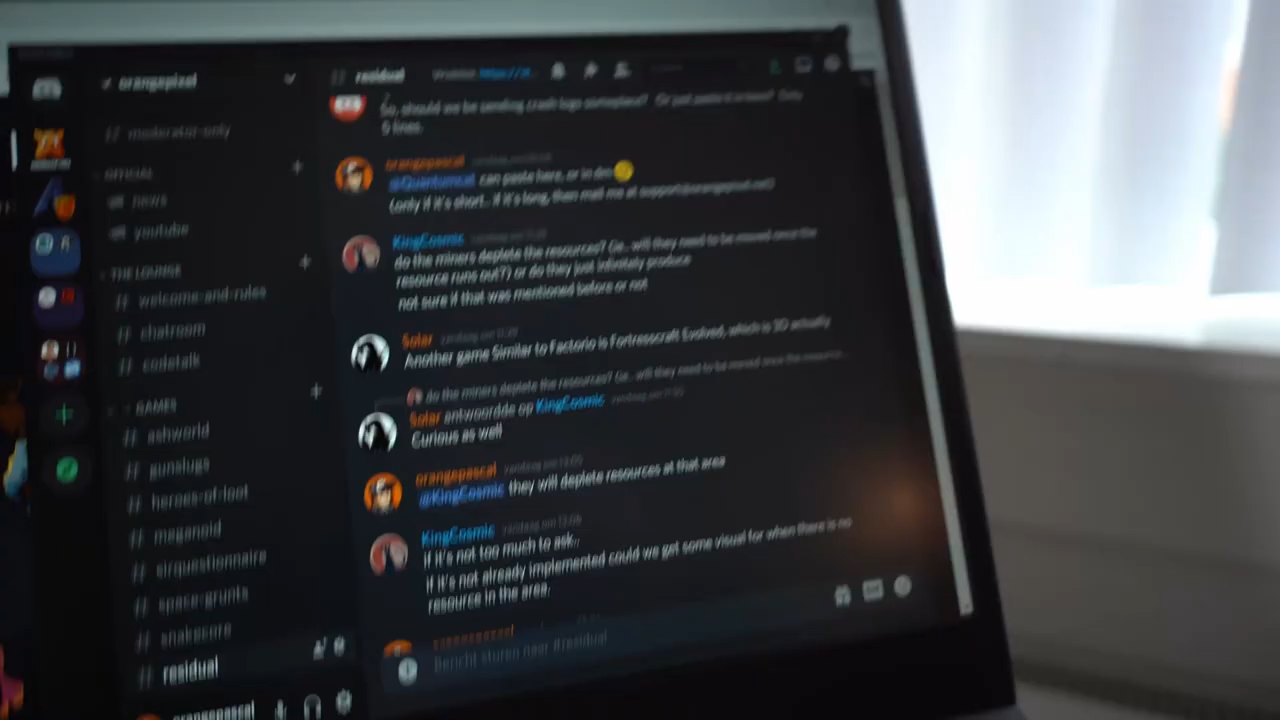 orangepixel
moderator-only
OFFICIAL
news
youtube
THE LOUNGE
welcome-and-rules
chatroom
codetalk
GAMES
ashworld
gunslugs
heroes-of-loot
meganoid
sirquestionnaire
space-grunts
snakecore
residual
orangepascal
residual
So, should we be sending crash logs someplace? Or just paste it in here? Only
5 lines.
orangepascal
@Quantumcat can paste here, or in dm
(only if it's short.. if it's long, then mail me at support@orangepixel.net)
KingCosmic
do the miners deplete the resources? (ie.. will they need to be moved once the
resource runs out?) or do they just infinitely produce
not sure if that was mentioned before or not
Solar
Another game Similar to Factorio is Fortresscraft Evolved, which is 3D actually
do the miners deplete the resources? (ie.. will they need to be moved once the resource...
Solar antwoordde op KingCosmic
Curious as well
orangepascal
@KingCosmic they will deplete resources at that area
KingCosmic
if it's not too much to ask..
if it's not already implemented could we get some visual for when there is no
resource in the area.
orangepascal
Bericht sturen naar #residual